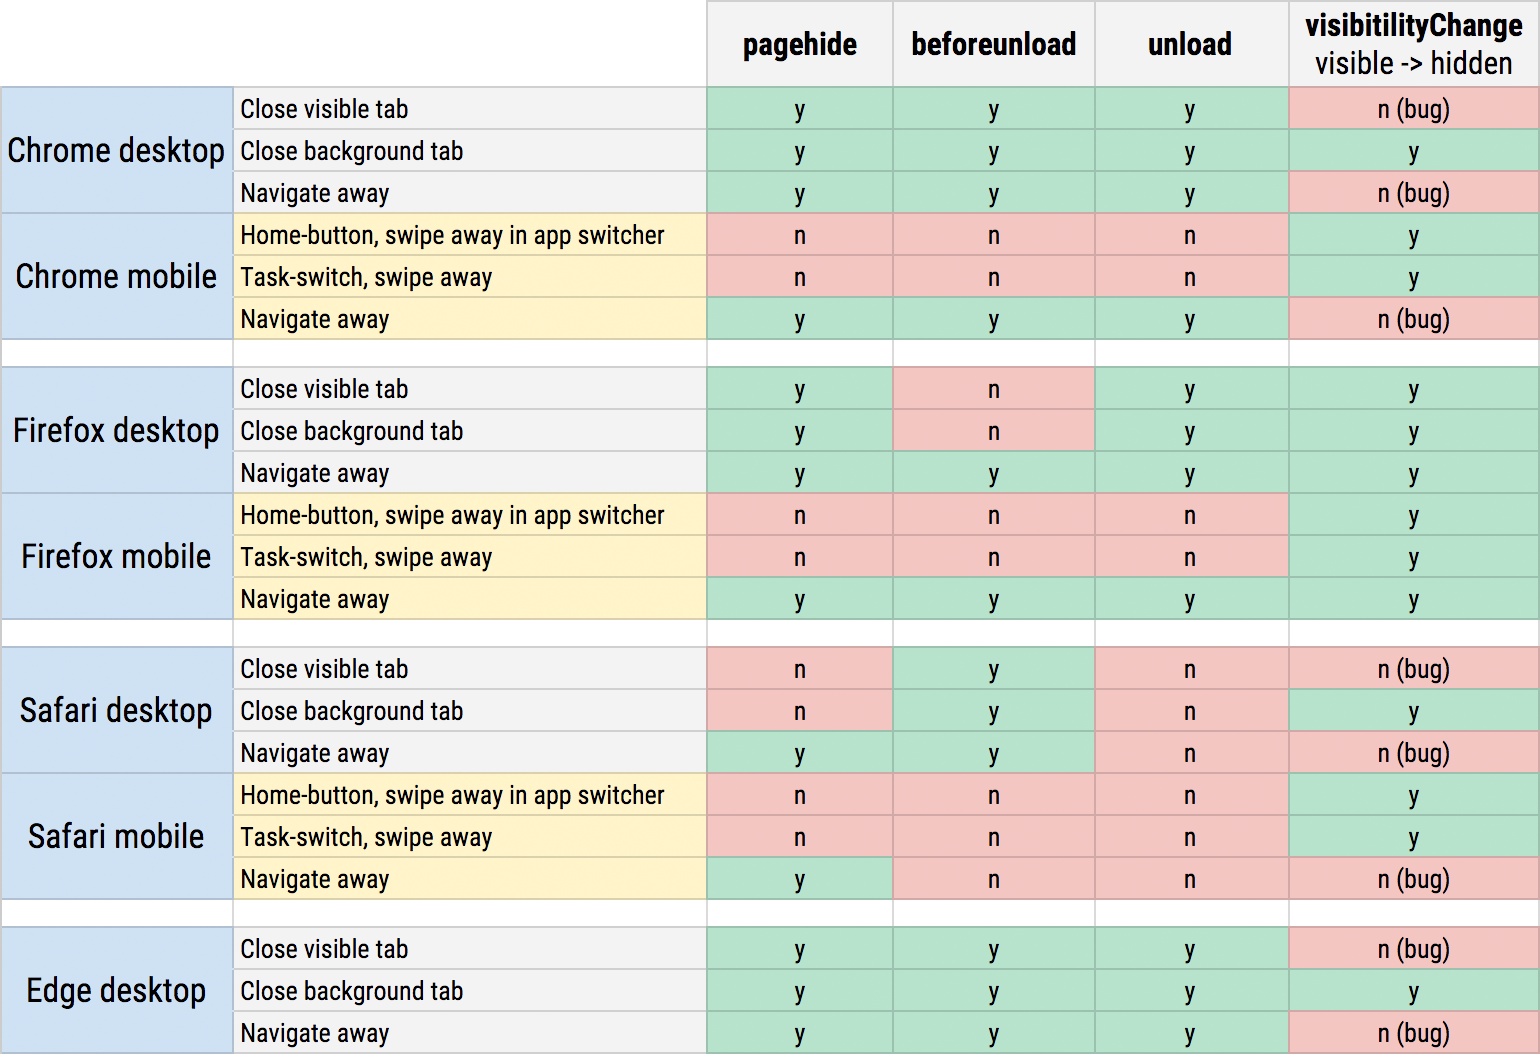 pagehide beforeunload unload visibitilityChange
visible -> hidden
Chrome desktop
Close visible tab y y y n (bug)
Close background tab y y y y
Navigate away y y y n (bug)
Chrome mobile
Home-button, swipe away in app switcher n n n y
Task-switch, swipe away n n n y
Navigate away y y y n (bug)
Firefox desktop
Close visible tab y n y y
Close background tab y n y y
Navigate away y y y y
Firefox mobile
Home-button, swipe away in app switcher n n n y
Task-switch, swipe away n n n y
Navigate away y y y y
Safari desktop
Close visible tab n y n n (bug)
Close background tab n y n y
Navigate away y y n n (bug)
Safari mobile
Home-button, swipe away in app switcher n n n y
Task-switch, swipe away n n n y
Navigate away y n n n (bug)
Edge desktop
Close visible tab y y y n (bug)
Close background tab y y y y
Navigate away y y y n (bug)